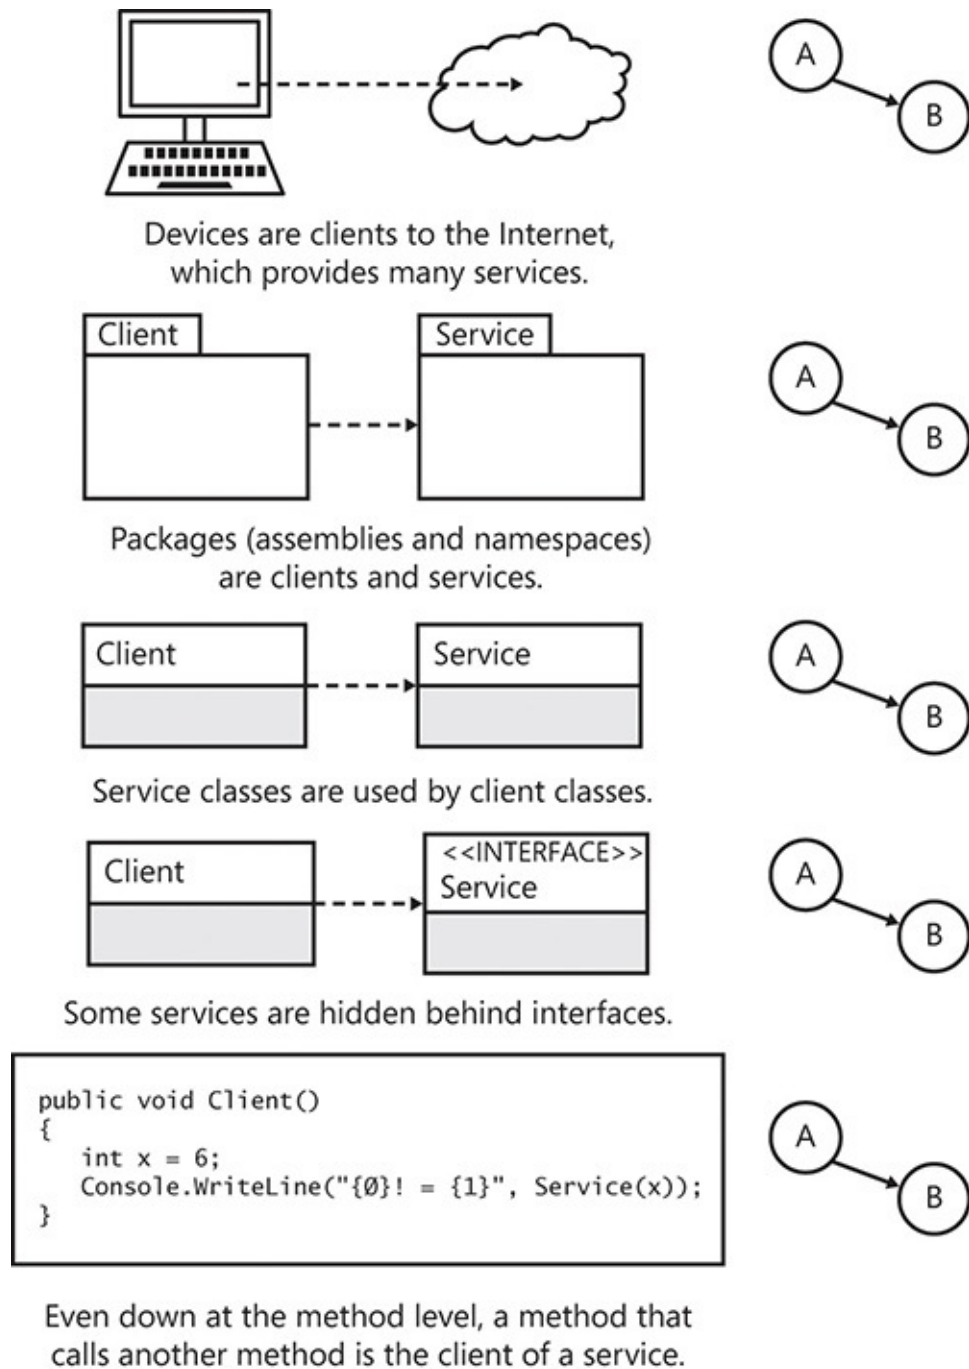 A
B
Devices are clients to the Internet,
which provides many services.
Client
Service
A
B
Packages (assemblies and namespaces)
are clients and services.
Client
Service
A
B
Service classes are used by client classes.
Client
<<INTERFACE>>
Service
A
B
Some services are hidden behind interfaces.
public void Client()
{
int x = 6;
Console.WriteLine("{0}! = {1}", Service(x));
}
A
B
Even down at the method level, a method that
calls another method is the client of a service.